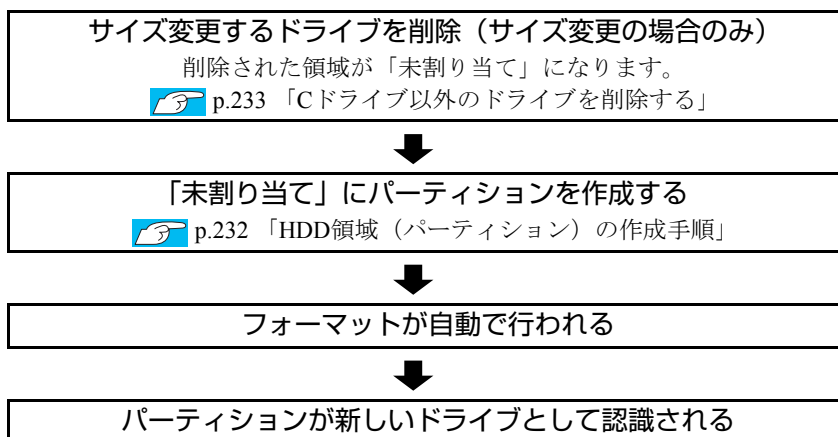 サイズ変更するドライブを削除（サイズ変更の場合のみ）
削除された領域が「未割り当て」になります。
p.233 「Cドライブ以外のドライブを削除する」
「未割り当て」にパーティションを作成する
p.232 「HDD領域（パーティション）の作成手順」
フォーマットが自動で行われる
パーティションが新しいドライブとして認識される